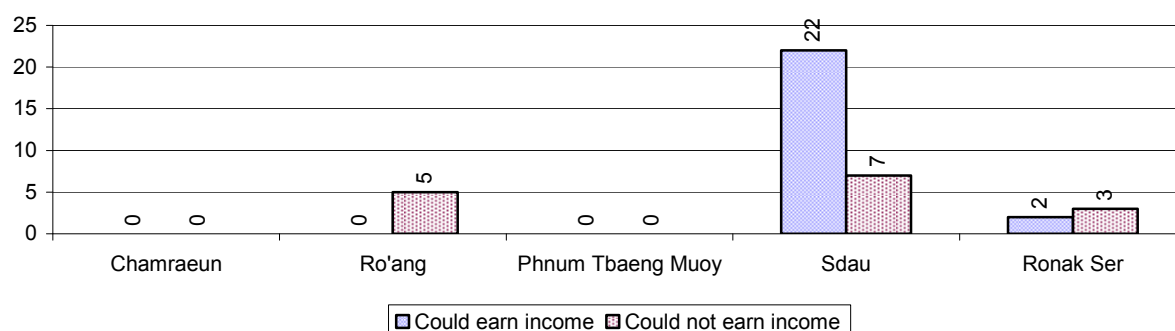 25
20
15
10
5
0
0 0 0 5 0 0 22 7 2 3
Chamraeun Ro'ang Phnum Tbaeng Muoy Sdau Ronak Ser
Could earn income Could not earn income